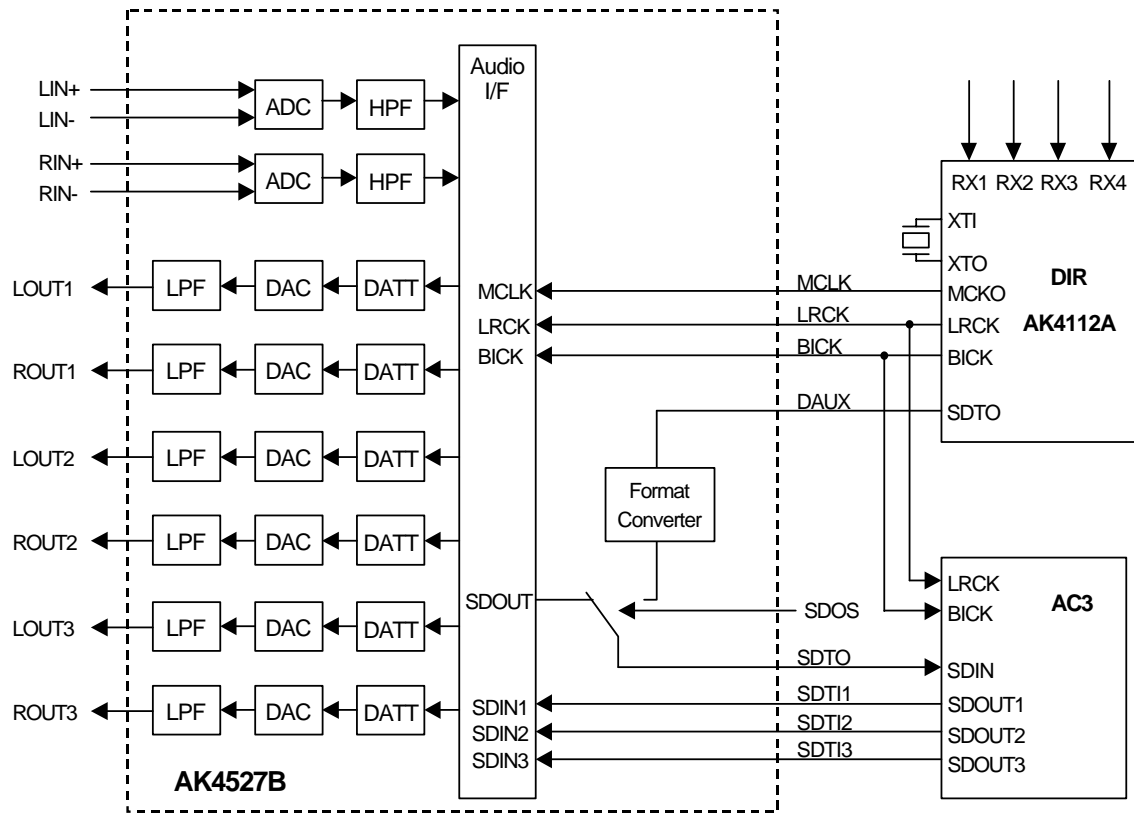 Audio
I/F
LIN+
LIN-
ADC
HPF
RIN+
RIN-
ADC
HPF
LOUT1
LPF
DAC
DATT
ROUT1
LPF
DAC
DATT
LOUT2
LPF
DAC
DATT
ROUT2
LPF
DAC
DATT
LOUT3
LPF
DAC
DATT
ROUT3
LPF
DAC
DATT
MCLK
LRCK
BICK
SDOUT
SDIN1
SDIN2
SDIN3
AK4527B
Format
Converter
MCLK
LRCK
BICK
DAUX
SDOS
SDTO
SDTI1
SDTI2
SDTI3
RX1 RX2 RX3 RX4
XTI
XTO
MCKO
LRCK
BICK
SDTO
DIR
AK4112A
LRCK
BICK
SDIN
SDOUT1
SDOUT2
SDOUT3
AC3